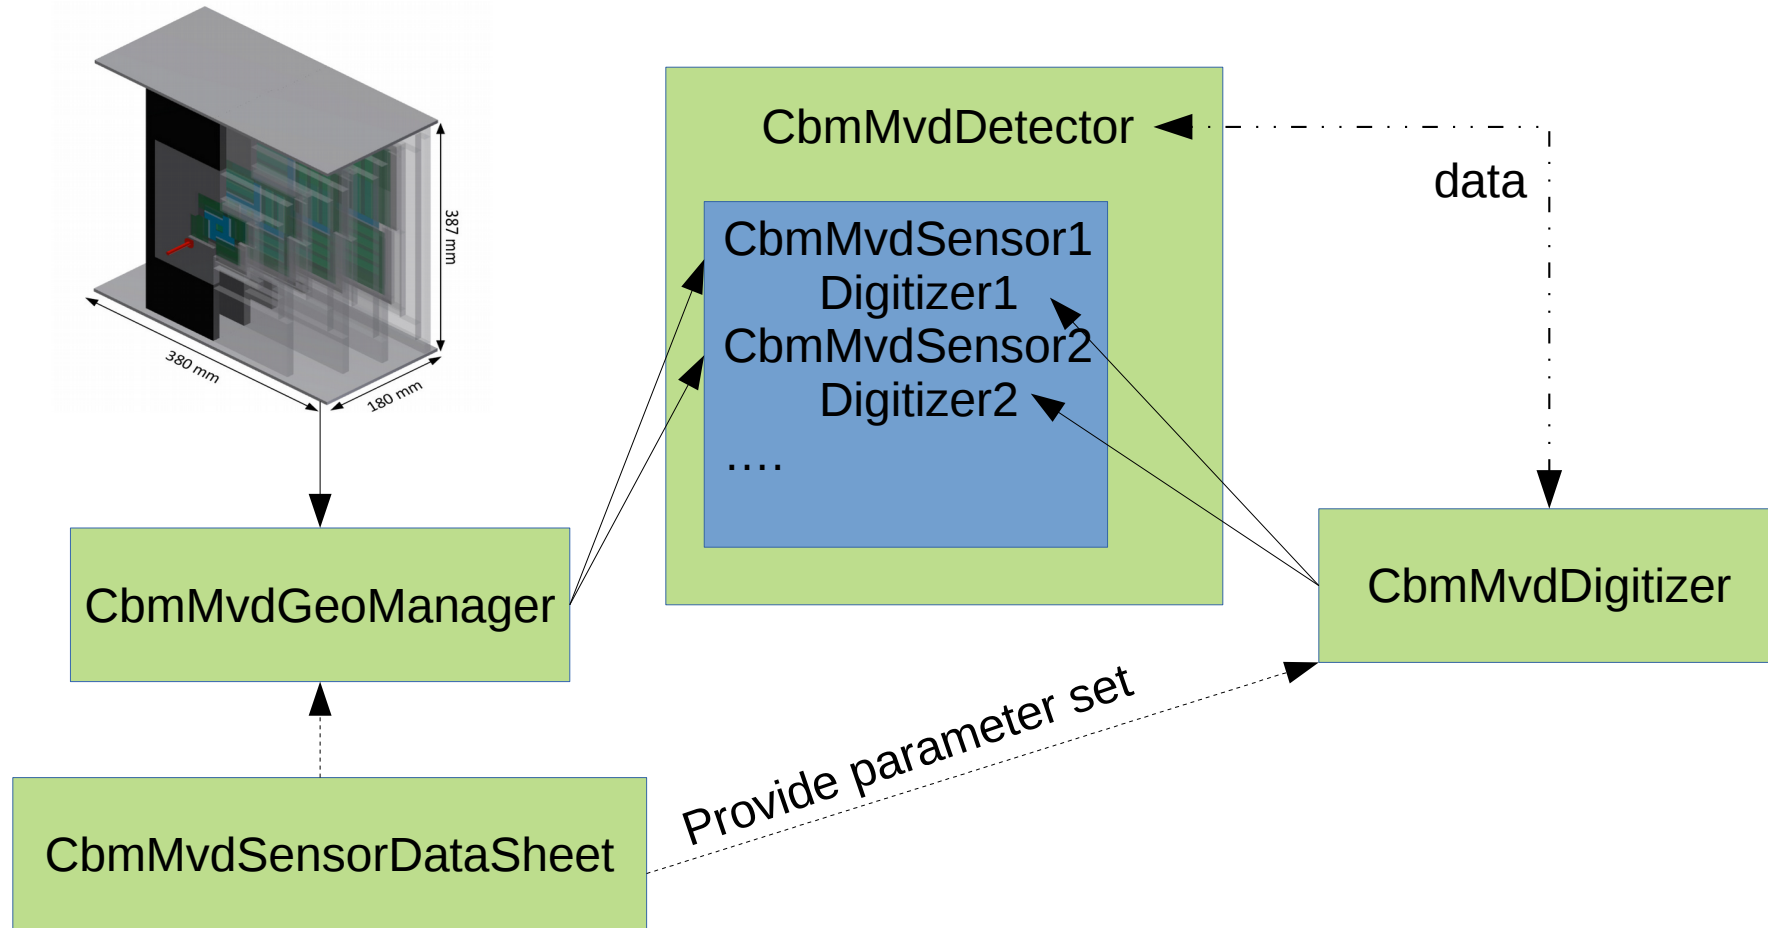 387 mm
380 mm
180 mm
CbmMvdDetector
data
CbmMvdSensor1
Digitizer1
CbmMvdSensor2
Digitizer2
....
CbmMvdGeoManager
CbmMvdDigitizer
Provide parameter set
CbmMvdSensorDataSheet